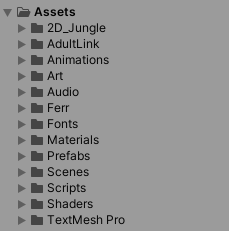 Assets
2D_Jungle
AdultLink
Animations
Art
Audio
Ferr
Fonts
Materials
Prefabs
Scenes
Scripts
Shaders
TextMesh Pro